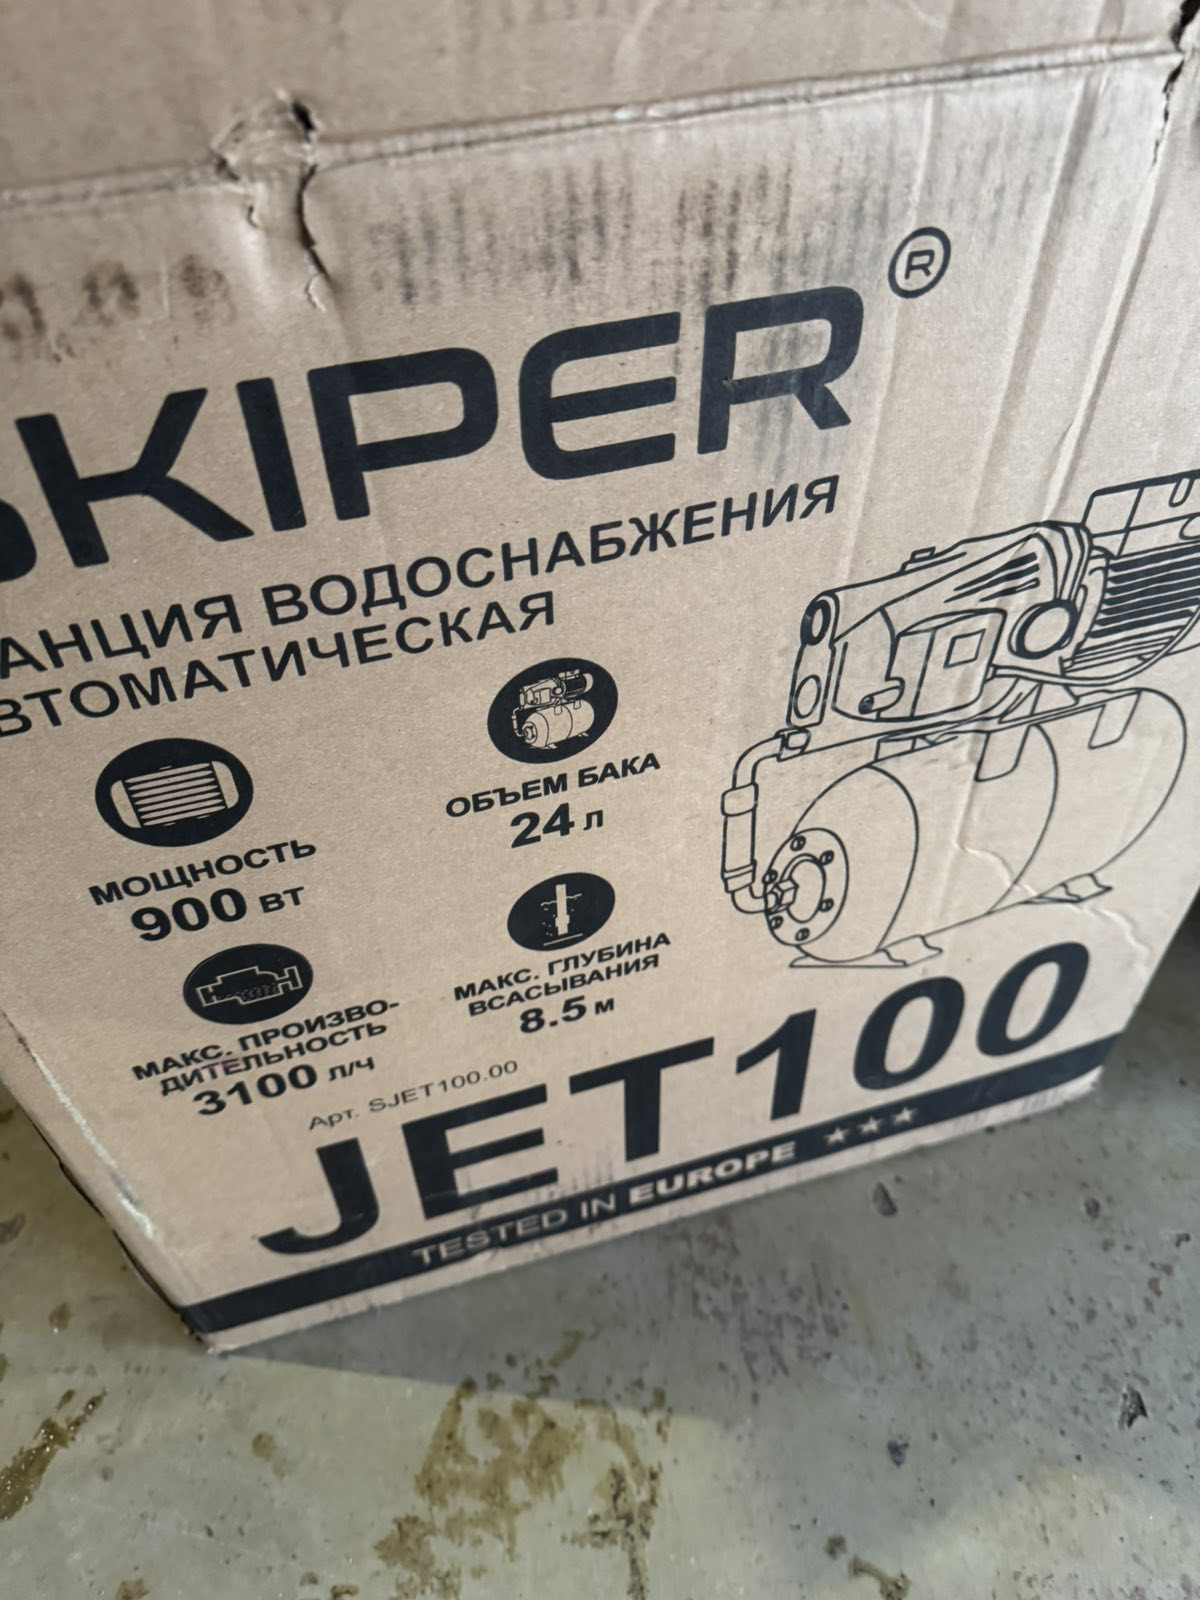 SKIPER ®
АНЦИЯ ВОДОСНАБЖЕНИЯ
ВТОМАТИЧЕСКАЯ
МОЩНОСТЬ
900 ВТ
ОБЪЕМ БАКА
24 Л
МАКС. ПРОИЗВО-
ДИТЕЛЬНОСТЬ
3100 Л/Ч
МАКС. ГЛУБИНА
ВСАСЫВАНИЯ
8.5 М
Арт. SJET100.00
JET100
TESTED IN EUROPE ★★★